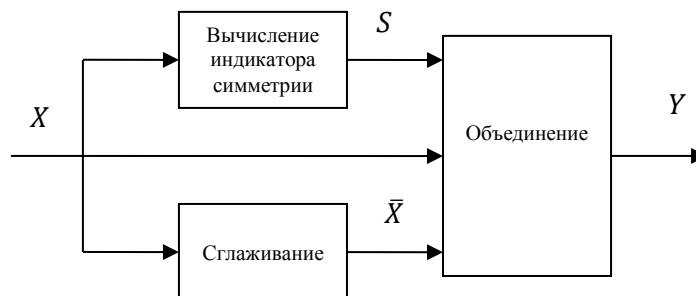 Вычисление
индикатора
симметрии
S
X
Объединение
Y
Сглаживание
X̄